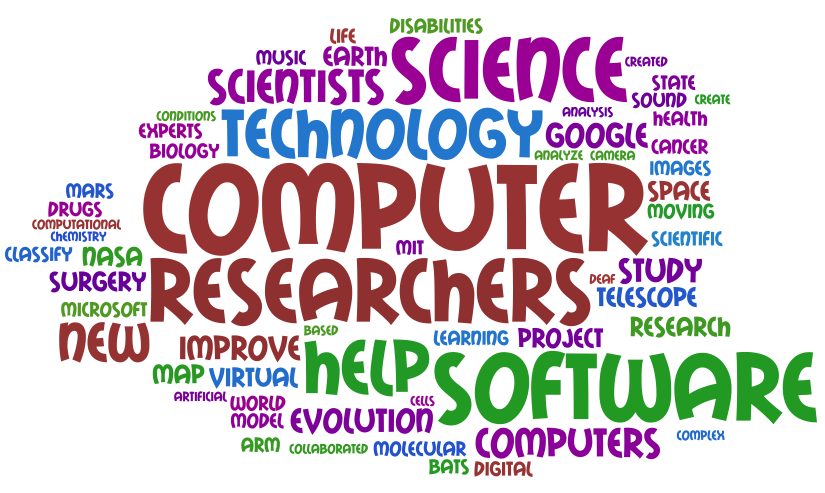 DISABILITIES
LIFE
MUSIC EARTH SCIENCE CREATED
SCIENTISTS STATE
SOUND CREATE
CONDITIONS TECHNOLOGY ANALYSIS HEALTH
EXPERTS GOOGLE
BIOLOGY ANALYZE CAMERA CANCER
IMAGES
MARS COMPUTER SPACE
DRUGS MOVING
COMPUTATIONAL
CHEMISTRY SCIENTIFIC
CLASSIFY NASA MIT
SURGERY RESEARCHERS DEAF STUDY
TELESCOPE
MICROSOFT
NEW BASED RESEARCH
IMPROVE LEARNING PROJECT
MAP VIRTUAL HELP SOFTWARE
ARTIFICIAL WORLD CELLS
MODEL EVOLUTION
ARM COLLABORATED MOLECULAR COMPUTERS COMPLEX
BATS DIGITAL